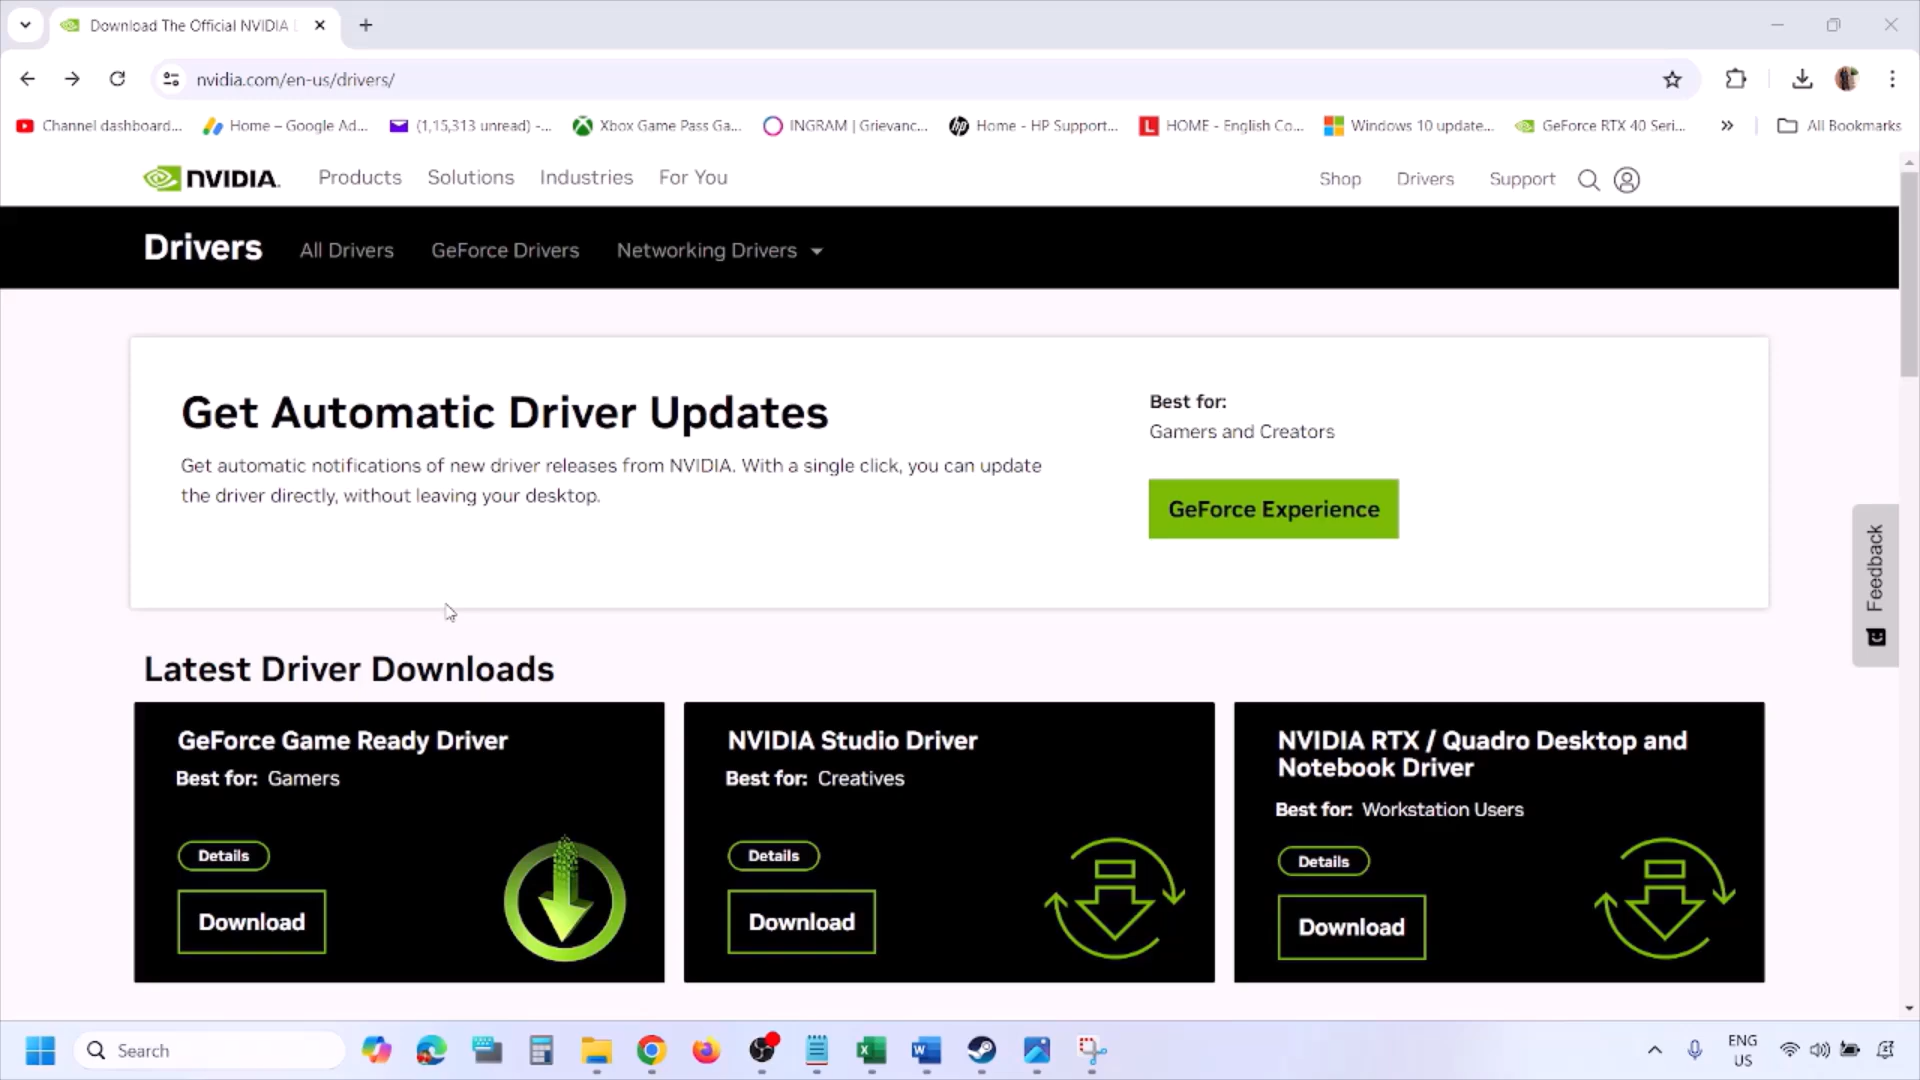 Download The Official NVIDIA
nvidia.com/en-us/drivers/
Channel dashboard... Home – Google Ad... (1,15,313 unread) -... Xbox Game Pass Ga... INGRAM | Grievanc... Home - HP Support... HOME - English Co... Windows 10 update... GeForce RTX 40 Seri... » All Bookmarks
NVIDIA. Products Solutions Industries For You Shop Drivers Support
Drivers All Drivers GeForce Drivers Networking Drivers
Get Automatic Driver Updates
Get automatic notifications of new driver releases from NVIDIA. With a single click, you can update
the driver directly, without leaving your desktop.
Best for:
Gamers and Creators
GeForce Experience
Feedback
Latest Driver Downloads
GeForce Game Ready Driver
Best for: Gamers
Details
Download
NVIDIA Studio Driver
Best for: Creatives
Details
Download
NVIDIA RTX / Quadro Desktop and
Notebook Driver
Best for: Workstation Users
Details
Download
Search
ENG
US